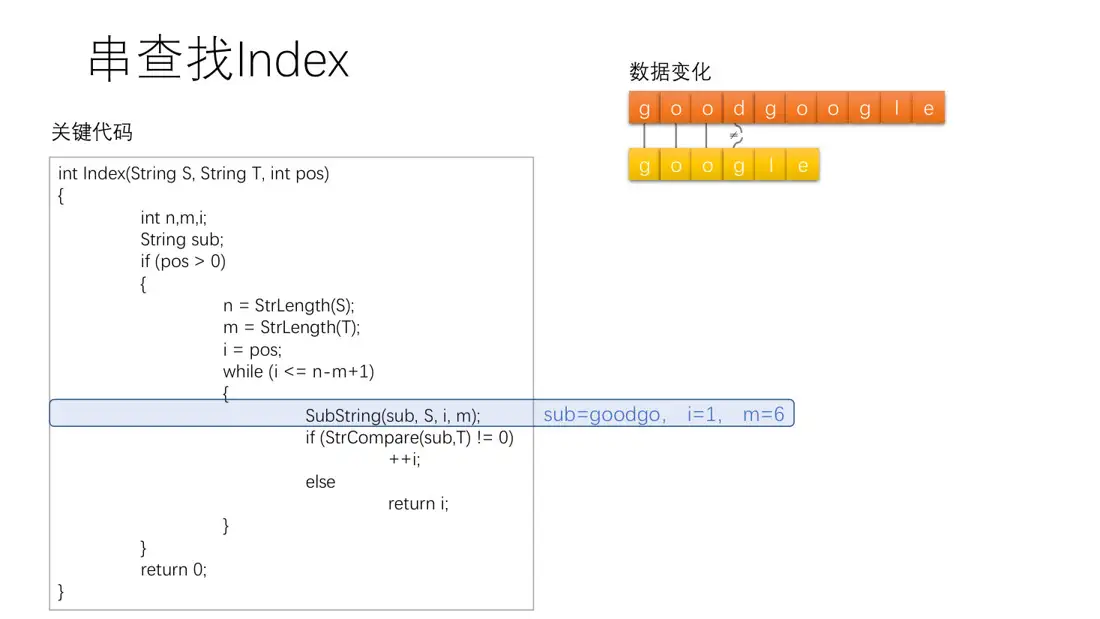 串查找Index
数据变化
g o o d g o o g l e
≠
g o o g l e
关键代码
int Index(String S, String T, int pos)
{
int n,m,i;
String sub;
if (pos > 0)
{
n = StrLength(S);
m = StrLength(T);
i = pos;
while (i <= n-m+1)
{
SubString(sub, S, i, m); sub=goodgo, i=1, m=6
if (StrCompare(sub,T) != 0)
++i;
else
return i;
}
}
return 0;
}